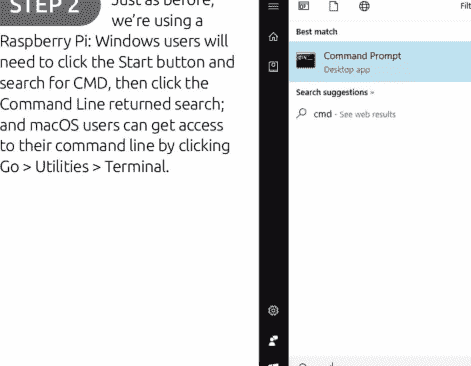 STEP 2
Just as before,
we're using a
Raspberry Pi: Windows users will
need to click the Start button and
search for CMD, then click the
Command Line returned search;
and macOS users can get access
to their command line by clicking
Go > Utilities > Terminal.
Filt
Best match
Command Prompt
Desktop app
Search suggestions »
cmd - See web results